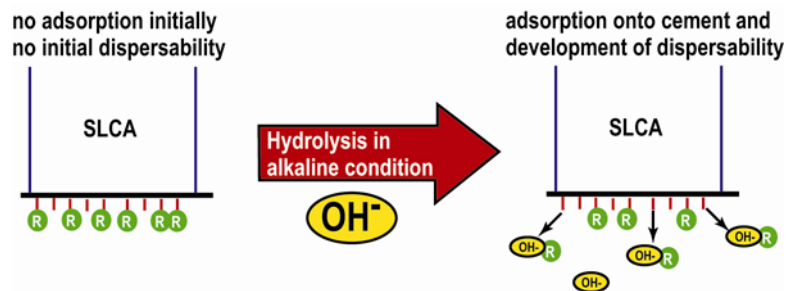 no adsorption initially
no initial dispersability
adsorption onto cement and
development of dispersability
SLCA
Hydrolysis in
alkaline condition
OH⁻
SLCA
R R R R R R
R R R
OH- R
OH- R
OH- R
OH-